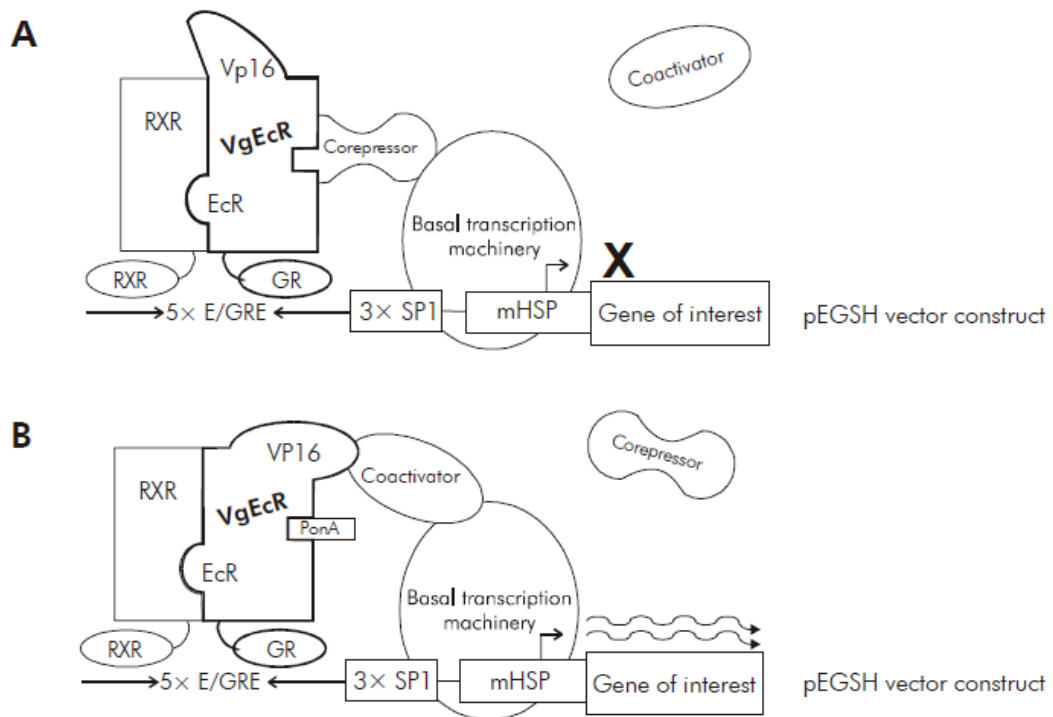 A
Vp16
Coactivator
RXR
VgEcR
Corepressor
EcR
Basal transcription
machinery
X
RXR
GR
5× E/GRE
3× SP1
mHSP
Gene of interest
pEGSH vector construct
B
VP16
Corepressor
RXR
Coactivator
VgEcR
PonA
EcR
Basal transcription
machinery
RXR
GR
5× E/GRE
3× SP1
mHSP
Gene of interest
pEGSH vector construct